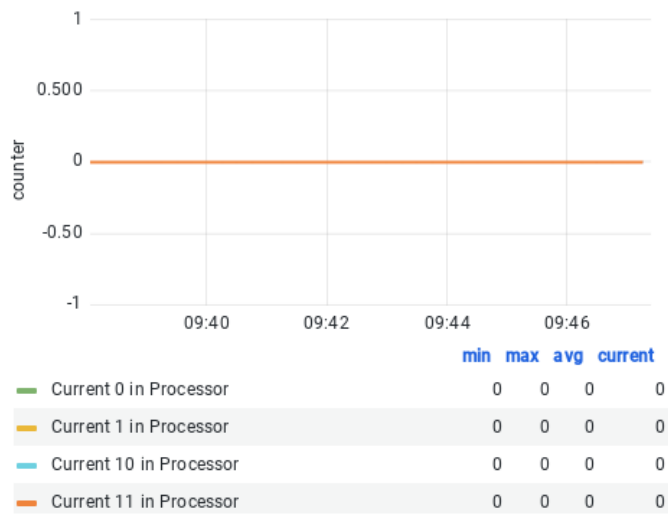 1
0.500
0
-0.50
-1
counter
09:40 09:42 09:44 09:46
min max avg current
Current 0 in Processor 0 0 0 0
Current 1 in Processor 0 0 0 0
Current 10 in Processor 0 0 0 0
Current 11 in Processor 0 0 0 0